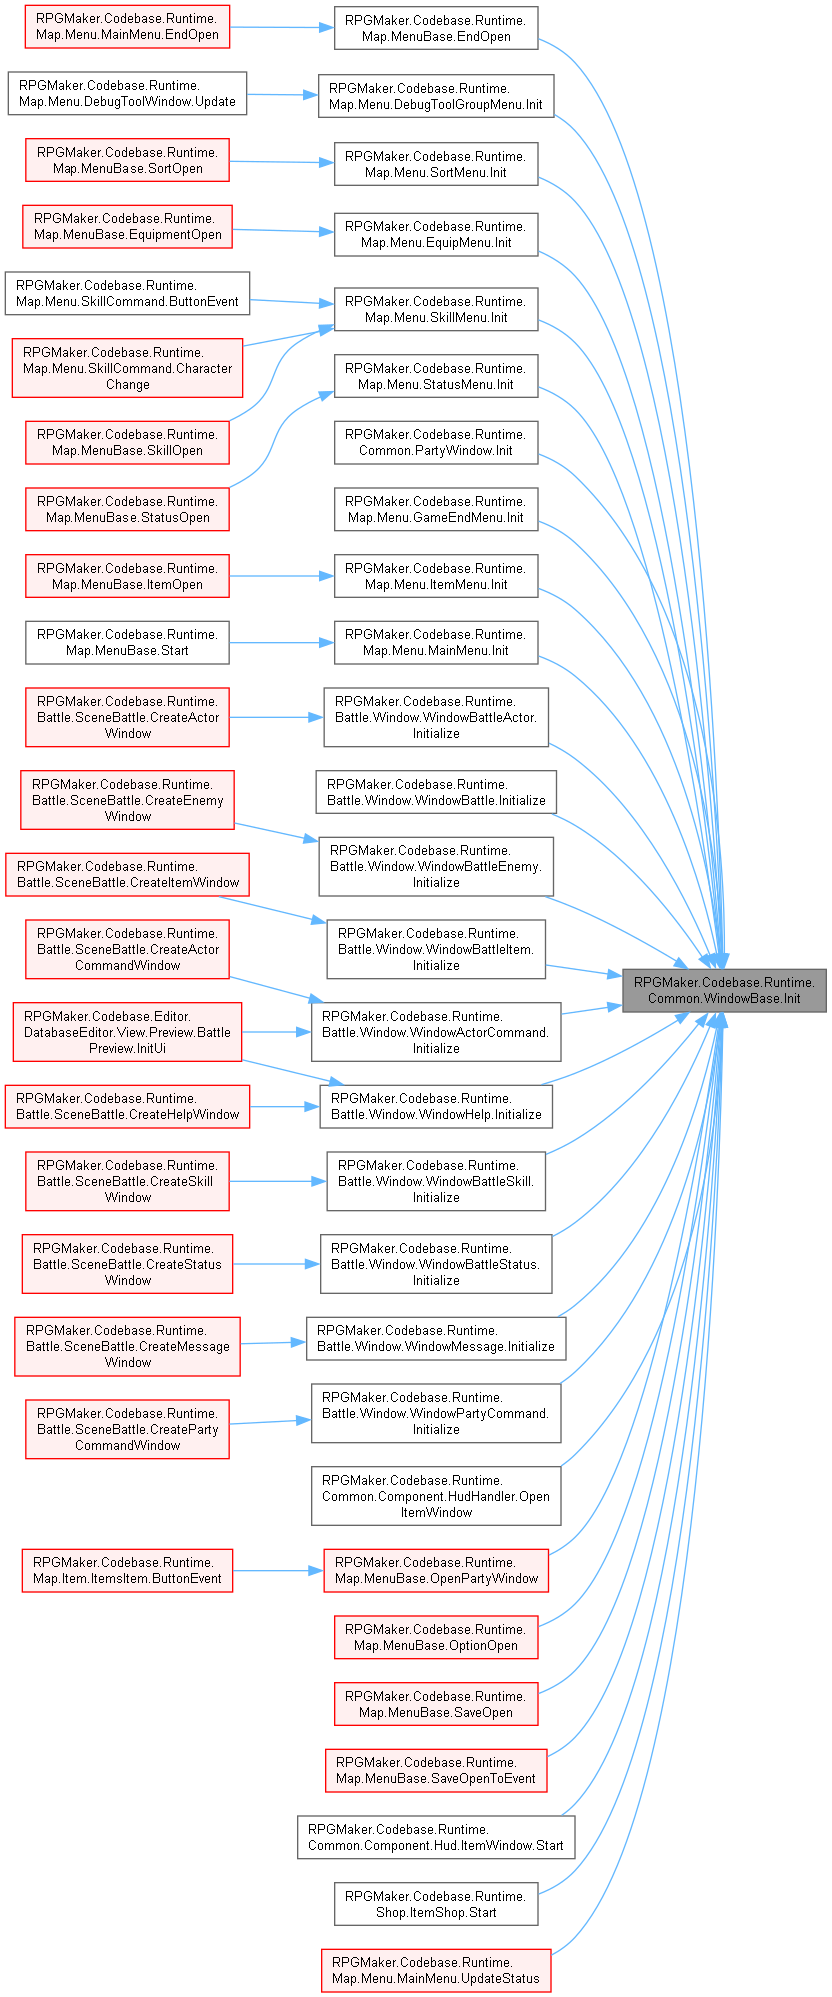 RPGMaker.Codebase.Runtime.
Map.Menu.MainMenu.EndOpen
RPGMaker.Codebase.Runtime.
Map.MenuBase.EndOpen
RPGMaker.Codebase.Runtime.
Map.Menu.DebugToolWindow.Update
RPGMaker.Codebase.Runtime.
Map.Menu.DebugToolGroupMenu.Init
RPGMaker.Codebase.Runtime.
Map.MenuBase.SortOpen
RPGMaker.Codebase.Runtime.
Map.Menu.SortMenu.Init
RPGMaker.Codebase.Runtime.
Map.MenuBase.EquipmentOpen
RPGMaker.Codebase.Runtime.
Map.Menu.EquipMenu.Init
RPGMaker.Codebase.Runtime.
Map.Menu.SkillCommand.ButtonEvent
RPGMaker.Codebase.Runtime.
Map.Menu.SkillMenu.Init
RPGMaker.Codebase.Runtime.
Map.Menu.SkillCommand.Character
Change
RPGMaker.Codebase.Runtime.
Map.Menu.StatusMenu.Init
RPGMaker.Codebase.Runtime.
Map.MenuBase.SkillOpen
RPGMaker.Codebase.Runtime.
Common.PartyWindow.Init
RPGMaker.Codebase.Runtime.
Map.MenuBase.StatusOpen
RPGMaker.Codebase.Runtime.
Map.Menu.GameEndMenu.Init
RPGMaker.Codebase.Runtime.
Map.MenuBase.ItemOpen
RPGMaker.Codebase.Runtime.
Map.Menu.ItemMenu.Init
RPGMaker.Codebase.Runtime.
Map.MenuBase.Start
RPGMaker.Codebase.Runtime.
Map.Menu.MainMenu.Init
RPGMaker.Codebase.Runtime.
Battle.SceneBattle.CreateActor
Window
RPGMaker.Codebase.Runtime.
Battle.Window.WindowBattleActor.
Initialize
RPGMaker.Codebase.Runtime.
Battle.SceneBattle.CreateEnemy
Window
RPGMaker.Codebase.Runtime.
Battle.Window.WindowBattle.Initialize
RPGMaker.Codebase.Runtime.
Battle.Window.WindowBattleEnemy.
Initialize
RPGMaker.Codebase.Runtime.
Battle.SceneBattle.CreateItemWindow
RPGMaker.Codebase.Runtime.
Battle.Window.WindowBattleItem.
Initialize
RPGMaker.Codebase.Runtime.
Battle.SceneBattle.CreateActor
CommandWindow
RPGMaker.Codebase.Runtime.
Common.WindowBase.Init
RPGMaker.Codebase.Editor.
DatabaseEditor.View.Preview.Battle
Preview.InitUi
RPGMaker.Codebase.Runtime.
Battle.Window.WindowActorCommand.
Initialize
RPGMaker.Codebase.Runtime.
Battle.SceneBattle.CreateHelpWindow
RPGMaker.Codebase.Runtime.
Battle.Window.WindowHelp.Initialize
RPGMaker.Codebase.Runtime.
Battle.SceneBattle.CreateSkill
Window
RPGMaker.Codebase.Runtime.
Battle.Window.WindowBattleSkill.
Initialize
RPGMaker.Codebase.Runtime.
Battle.SceneBattle.CreateStatus
Window
RPGMaker.Codebase.Runtime.
Battle.Window.WindowBattleStatus.
Initialize
RPGMaker.Codebase.Runtime.
Battle.SceneBattle.CreateMessage
Window
RPGMaker.Codebase.Runtime.
Battle.Window.WindowMessage.Initialize
RPGMaker.Codebase.Runtime.
Battle.SceneBattle.CreateParty
CommandWindow
RPGMaker.Codebase.Runtime.
Battle.Window.WindowPartyCommand.
Initialize
RPGMaker.Codebase.Runtime.
Common.Component.HudHandler.Open
ItemWindow
RPGMaker.Codebase.Runtime.
Map.Item.ItemsItem.ButtonEvent
RPGMaker.Codebase.Runtime.
Map.MenuBase.OpenPartyWindow
RPGMaker.Codebase.Runtime.
Map.MenuBase.OptionOpen
RPGMaker.Codebase.Runtime.
Map.MenuBase.SaveOpen
RPGMaker.Codebase.Runtime.
Map.MenuBase.SaveOpenToEvent
RPGMaker.Codebase.Runtime.
Common.Component.Hud.ItemWindow.Start
RPGMaker.Codebase.Runtime.
Shop.ItemShop.Start
RPGMaker.Codebase.Runtime.
Map.Menu.MainMenu.UpdateStatus